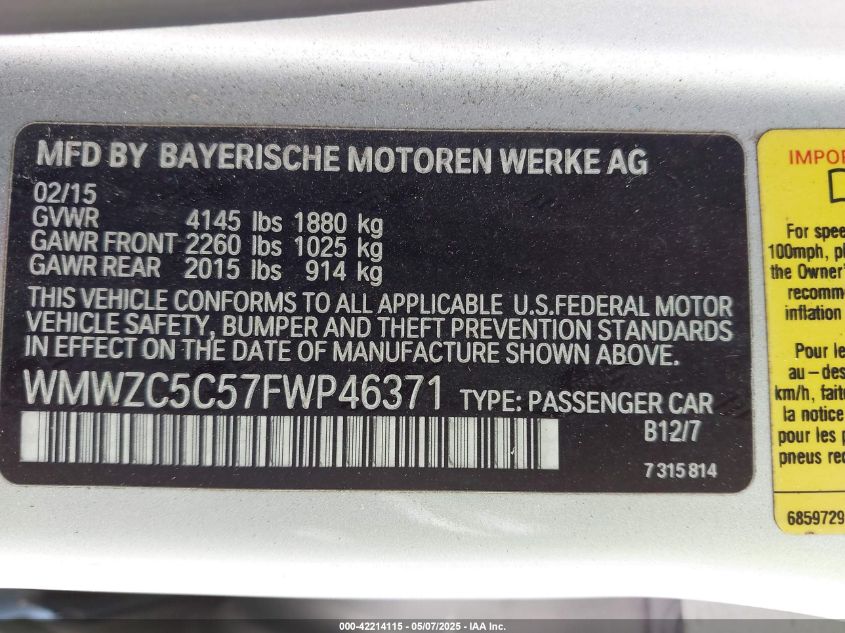 MFD BY BAYERISCHE MOTOREN WERKE AG
02/15
GVWR 4145 lbs 1880 kg
GAWR FRONT 2260 lbs 1025 kg
GAWR REAR 2015 lbs 914 kg
THIS VEHICLE CONFORMS TO ALL APPLICABLE U.S.FEDERAL MOTOR
VEHICLE SAFETY, BUMPER AND THEFT PREVENTION STANDARDS
IN EFFECT ON THE DATE OF MANUFACTURE SHOWN ABOVE.
WMWZC5C57FWP46371 TYPE: PASSENGER CAR
B12/7
7 315 814
IMPOR
For spee
100mph, pl
the Owner'
recomm
inflation
Pour le
au-des
km/h, fait
la notice
pour les p
pneus re
6859729
000-42214115 - 05/07/2025 - IAA Inc.